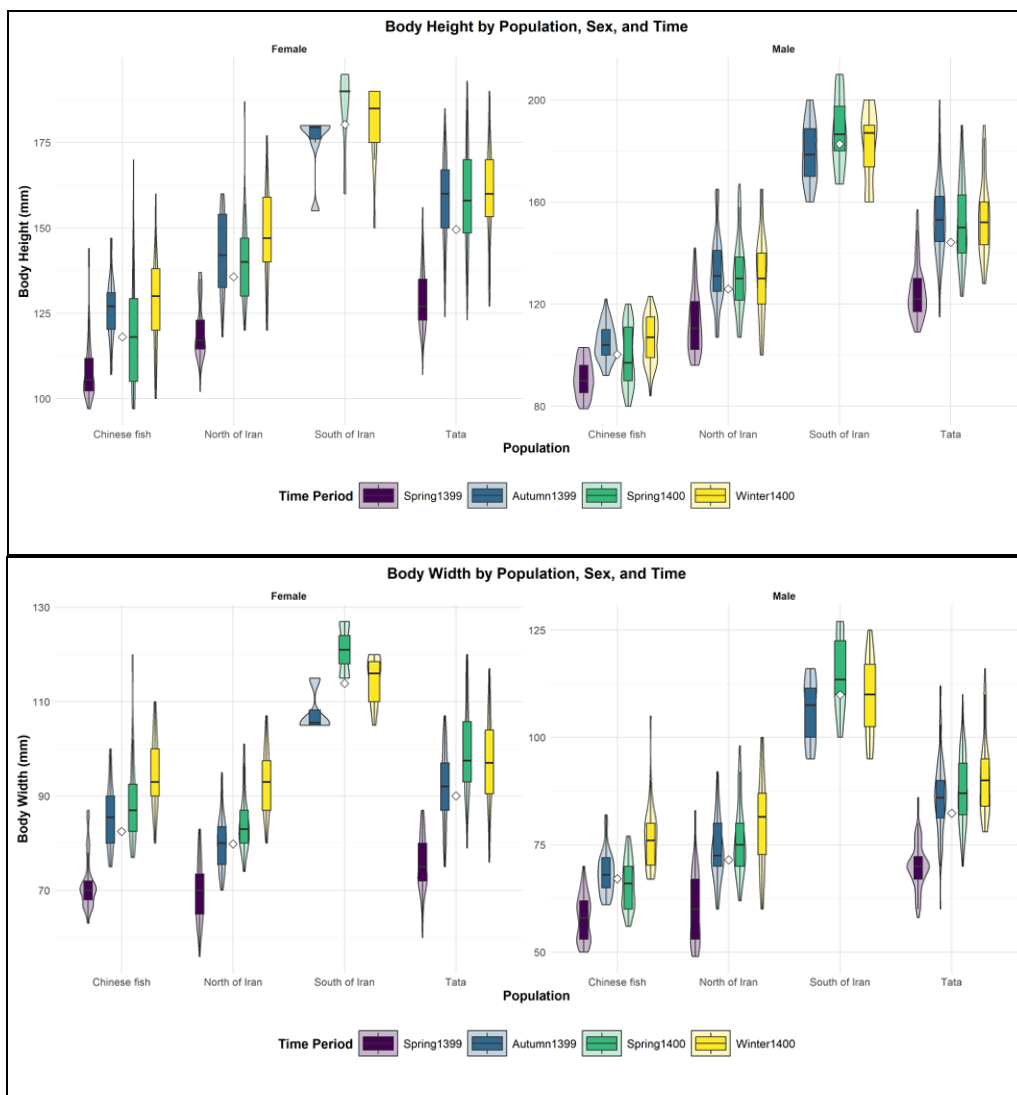 Body Height by Population, Sex, and Time
Female
Male
Body Height (mm)
175
150
125
100
200
160
120
80
Chinese fish North of Iran South of Iran Tata
Chinese fish North of Iran South of Iran Tata
Population
Time Period Spring1399 Autumn1399 Spring1400 Winter1400
Body Width by Population, Sex, and Time
Female
Male
Body Width (mm)
130
110
90
70
125
100
75
50
Chinese fish North of Iran South of Iran Tata
Chinese fish North of Iran South of Iran Tata
Population
Time Period Spring1399 Autumn1399 Spring1400 Winter1400